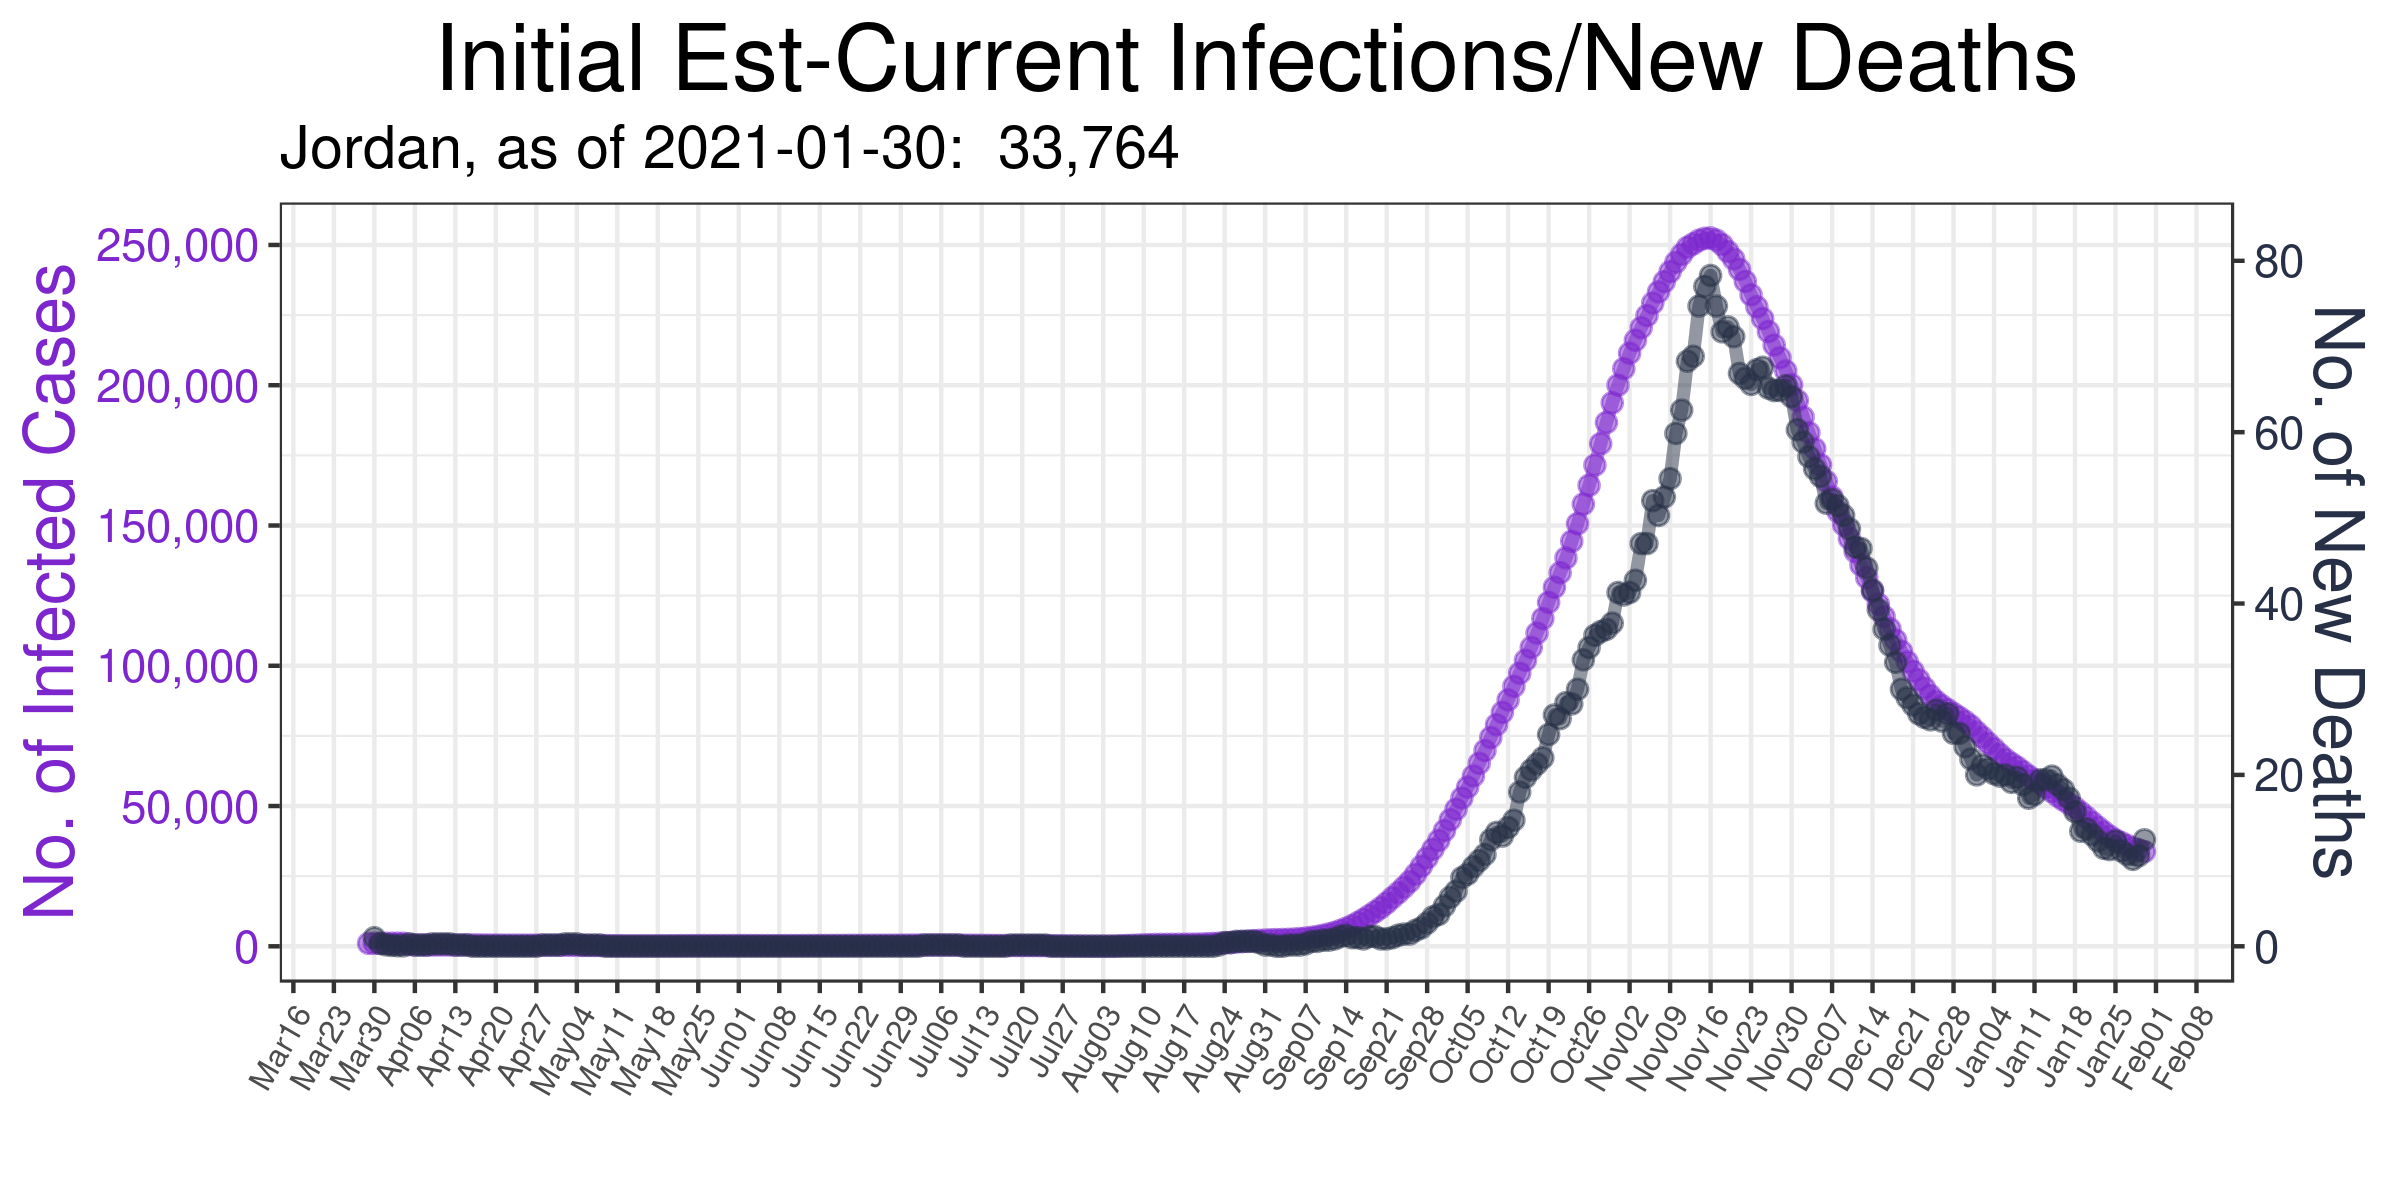 Initial Est-Current Infections/New Deaths
Jordan, as of 2021-01-30:  33,764
No. of Infected Cases
250,000
200,000
150,000
100,000
50,000
0
80
60
40
20
0
No. of New Deaths
Mar16 Mar23 Mar30 Apr06 Apr13 Apr20 Apr27 May04 May11 May18 May25 Jun01 Jun08 Jun15 Jun22 Jun29 Jul06 Jul13 Jul20 Jul27 Aug03 Aug10 Aug17 Aug24 Aug31 Sep07 Sep14 Sep21 Sep28 Oct05 Oct12 Oct19 Oct26 Nov02 Nov09 Nov16 Nov23 Nov30 Dec07 Dec14 Dec21 Dec28 Jan04 Jan11 Jan18 Jan25 Feb01 Feb08